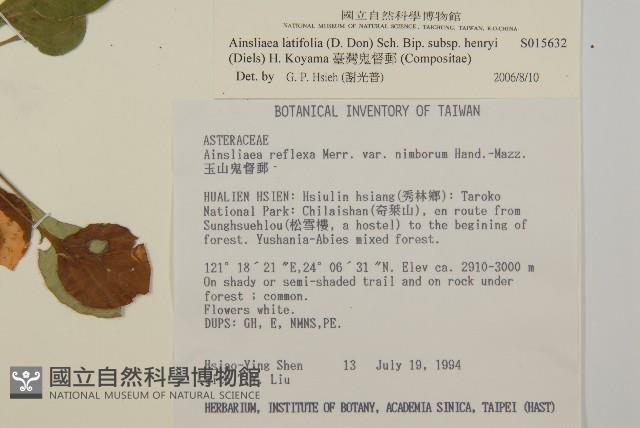 國立自然科學博物館
NATIONAL MUSEUM OF NATURAL SCIENCE, TAICHUNG, TAIWAN, R.O.CHINA
Ainsliaea latifolia (D. Don) Sch. Bip. subsp. henryi S015632
(Diels) H. Koyama 臺灣鬼督郵 (Compositae)
Det. by G. P. Hsieh (謝光普) 2006/8/10
BOTANICAL INVENTORY OF TAIWAN
ASTERACEAE
Ainsliaea reflexa Merr. var. nimborum Hand.-Mazz.
玉山鬼督郵
HUALIEN HSIEN: Hsiulin hsiang(秀林鄉): Taroko
National Park: Chilaishan(奇萊山), en route from
Sunghsuehlou(松雪樓, a hostel) to the begining of
forest. Yushania-Abies mixed forest.
121° 18′ 21 ″E,24° 06′ 31 ″N. Elev ca. 2910-3000 m
On shady or semi-shaded trail and on rock under
forest ; common.
Flowers white.
DUPS: GH, E, NMNS,PE.
Hsiao-Ying Shen 13 July 19, 1994
Liu
HERBARIUM, INSTITUTE OF BOTANY, ACADEMIA SINICA, TAIPEI (HAST)
國立自然科學博物館
NATIONAL MUSEUM OF NATURAL SCIENCE